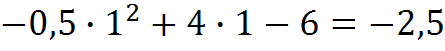 −0,5 · 1² + 4 · 1 − 6 = −2,5